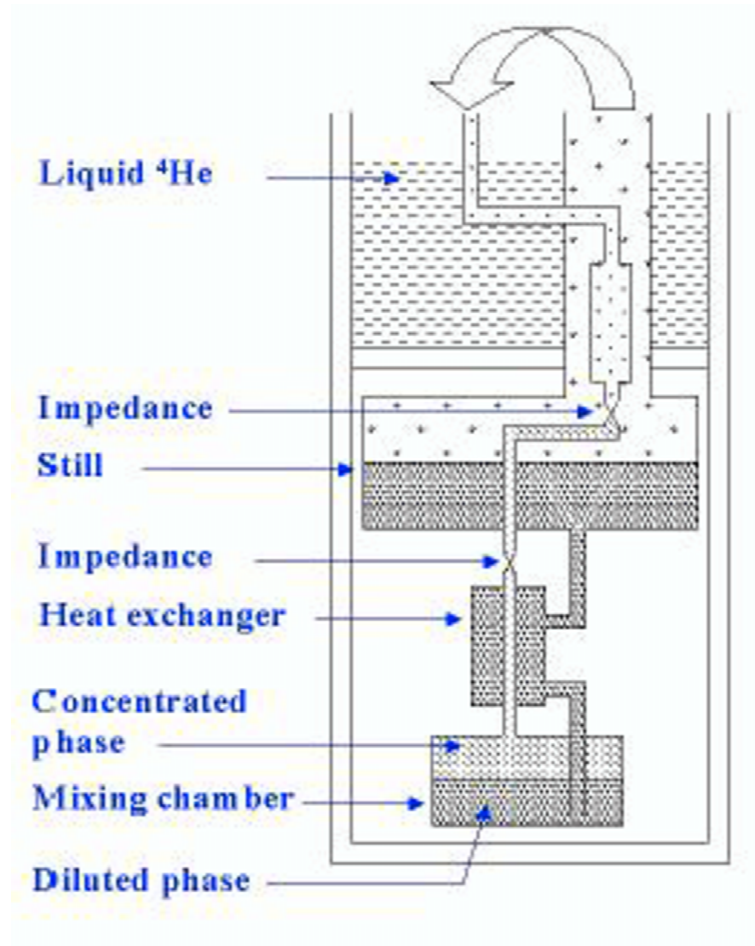 Liquid ⁴He
Impedance
Still
Impedance
Heat exchanger
Concentrated
phase
Mixing chamber
Diluted phase